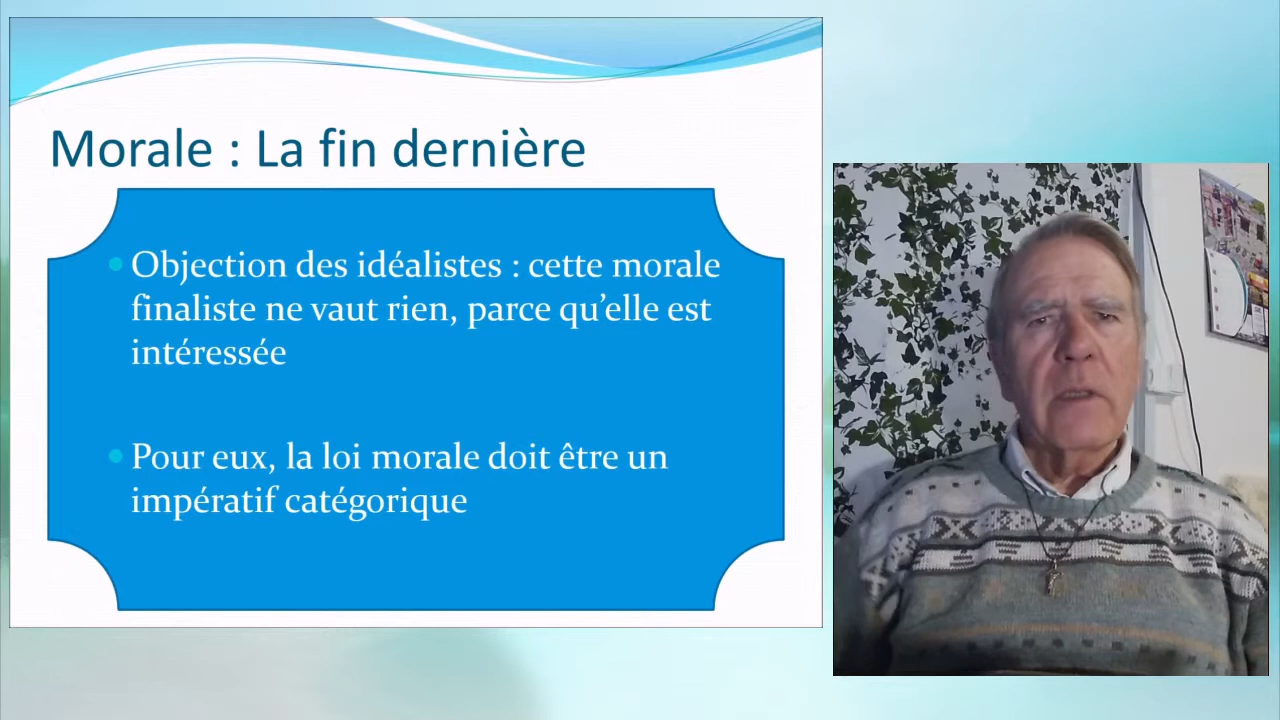 Morale : La fin dernière
Objection des idéalistes : cette morale
finaliste ne vaut rien, parce qu’elle est
intéressée
Pour eux, la loi morale doit être un
impératif catégorique